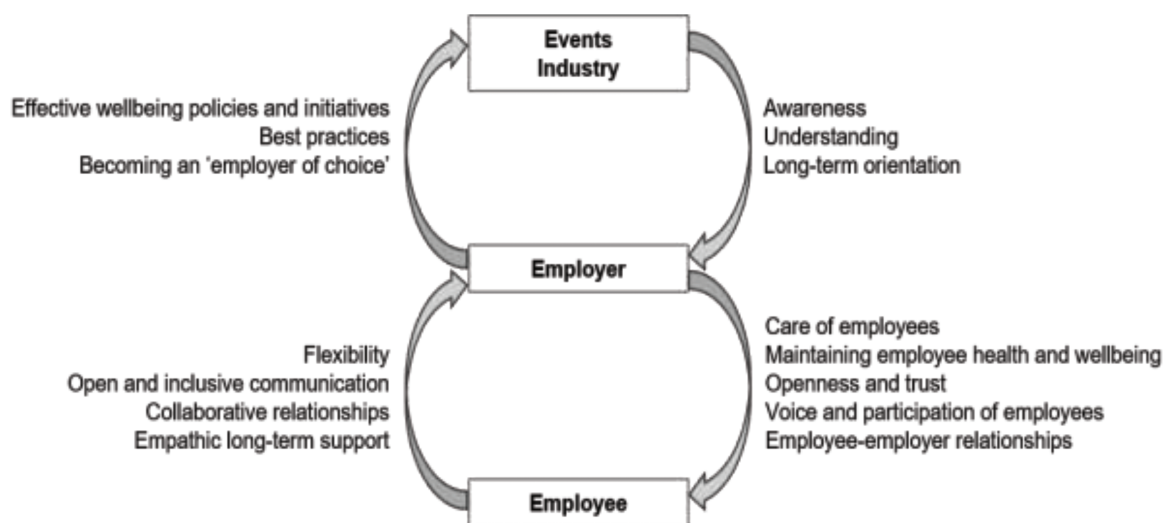 Events
Industry
Effective wellbeing policies and initiatives
Best practices
Becoming an ‘employer of choice’
Awareness
Understanding
Long-term orientation
Employer
Flexibility
Open and inclusive communication
Collaborative relationships
Empathic long-term support
Care of employees
Maintaining employee health and wellbeing
Openness and trust
Voice and participation of employees
Employee-employer relationships
Employee